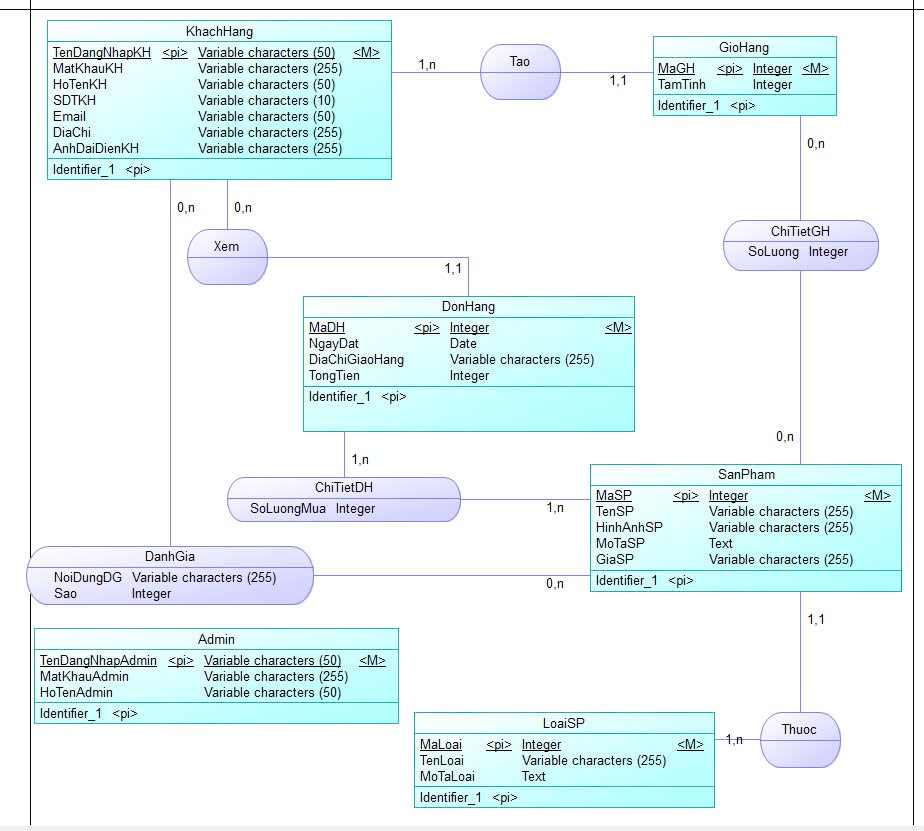 KhachHang
TenDangNhapKH <pi> Variable characters (50) <M>
MatKhauKH Variable characters (255)
HoTenKH Variable characters (50)
SDTKH Variable characters (10)
Email Variable characters (50)
DiaChi Variable characters (255)
AnhDaiDienKH Variable characters (255)
Identifier_1 <pi>
1,n
Tao
1,1
GioHang
MaGH <pi> Integer <M>
TamTinh Integer
Identifier_1 <pi>
0,n
0,n
0,n
Xem
1,1
ChiTietGH
SoLuong Integer
DonHang
MaDH <pi> Integer <M>
NgayDat Date
DiaChiGiaoHang Variable characters (255)
TongTien Integer
Identifier_1 <pi>
0,n
1,n
ChiTietDH
SoLuongMua Integer
1,n
SanPham
MaSP <pi> Integer <M>
TenSP Variable characters (255)
HinhAnhSP Variable characters (255)
MoTaSP Text
GiaSP Variable characters (255)
Identifier_1 <pi>
DanhGia
NoiDungDG Variable characters (255)
Sao Integer
0,n
1,1
Admin
TenDangNhapAdmin <pi> Variable characters (50) <M>
MatKhauAdmin Variable characters (255)
HoTenAdmin Variable characters (50)
Identifier_1 <pi>
LoaiSP
MaLoai <pi> Integer <M>
TenLoai Variable characters (255)
MoTaLoai Text
Identifier_1 <pi>
1,n
Thuoc